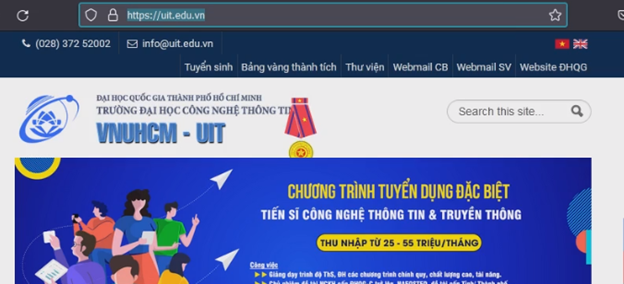 https://uit.edu.vn
(028) 372 52002 info@uit.edu.vn
Tuyển sinh Bảng vàng thành tích Thư viện Webmail CB Webmail SV Website ĐHQG
ĐẠI HỌC QUỐC GIA THÀNH PHỐ HỒ CHÍ MINH
TRƯỜNG ĐẠI HỌC CÔNG NGHỆ THÔNG TIN
VNUHCM - UIT
Search this site...
CHƯƠNG TRÌNH TUYỂN DỤNG ĐẶC BIỆT
TIẾN SĨ CÔNG NGHỆ THÔNG TIN & TRUYỀN THÔNG
THU NHẬP TỪ 25 - 55 TRIỆU/THÁNG
Công việc
>> Giảng dạy trình độ ThS, ĐH các chương trình chính quy, chất lượng cao, tài năng.